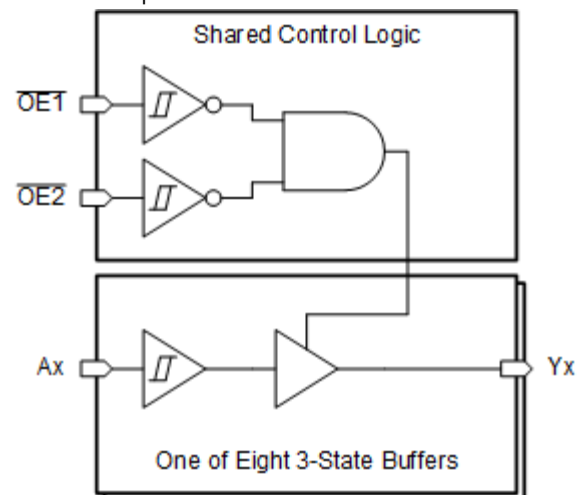 Shared Control Logic
OE1
OE2
Ax
Yx
One of Eight 3-State Buffers